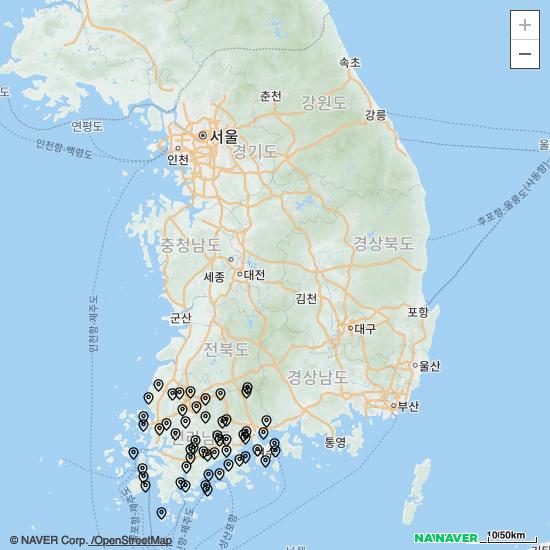 속초
춘천
강원도
강릉
도
연평도
서울
경기도
인천
인천항-백령도
울
후포항-울릉도(사동항)
충청남도
경상북도
세종
대전
김천
인천항-제주도
군산
포항
대구
전북도
울산
경상남도
부산
통영
© NAVER Corp. /OpenStreetMap
NAVER
10/50km